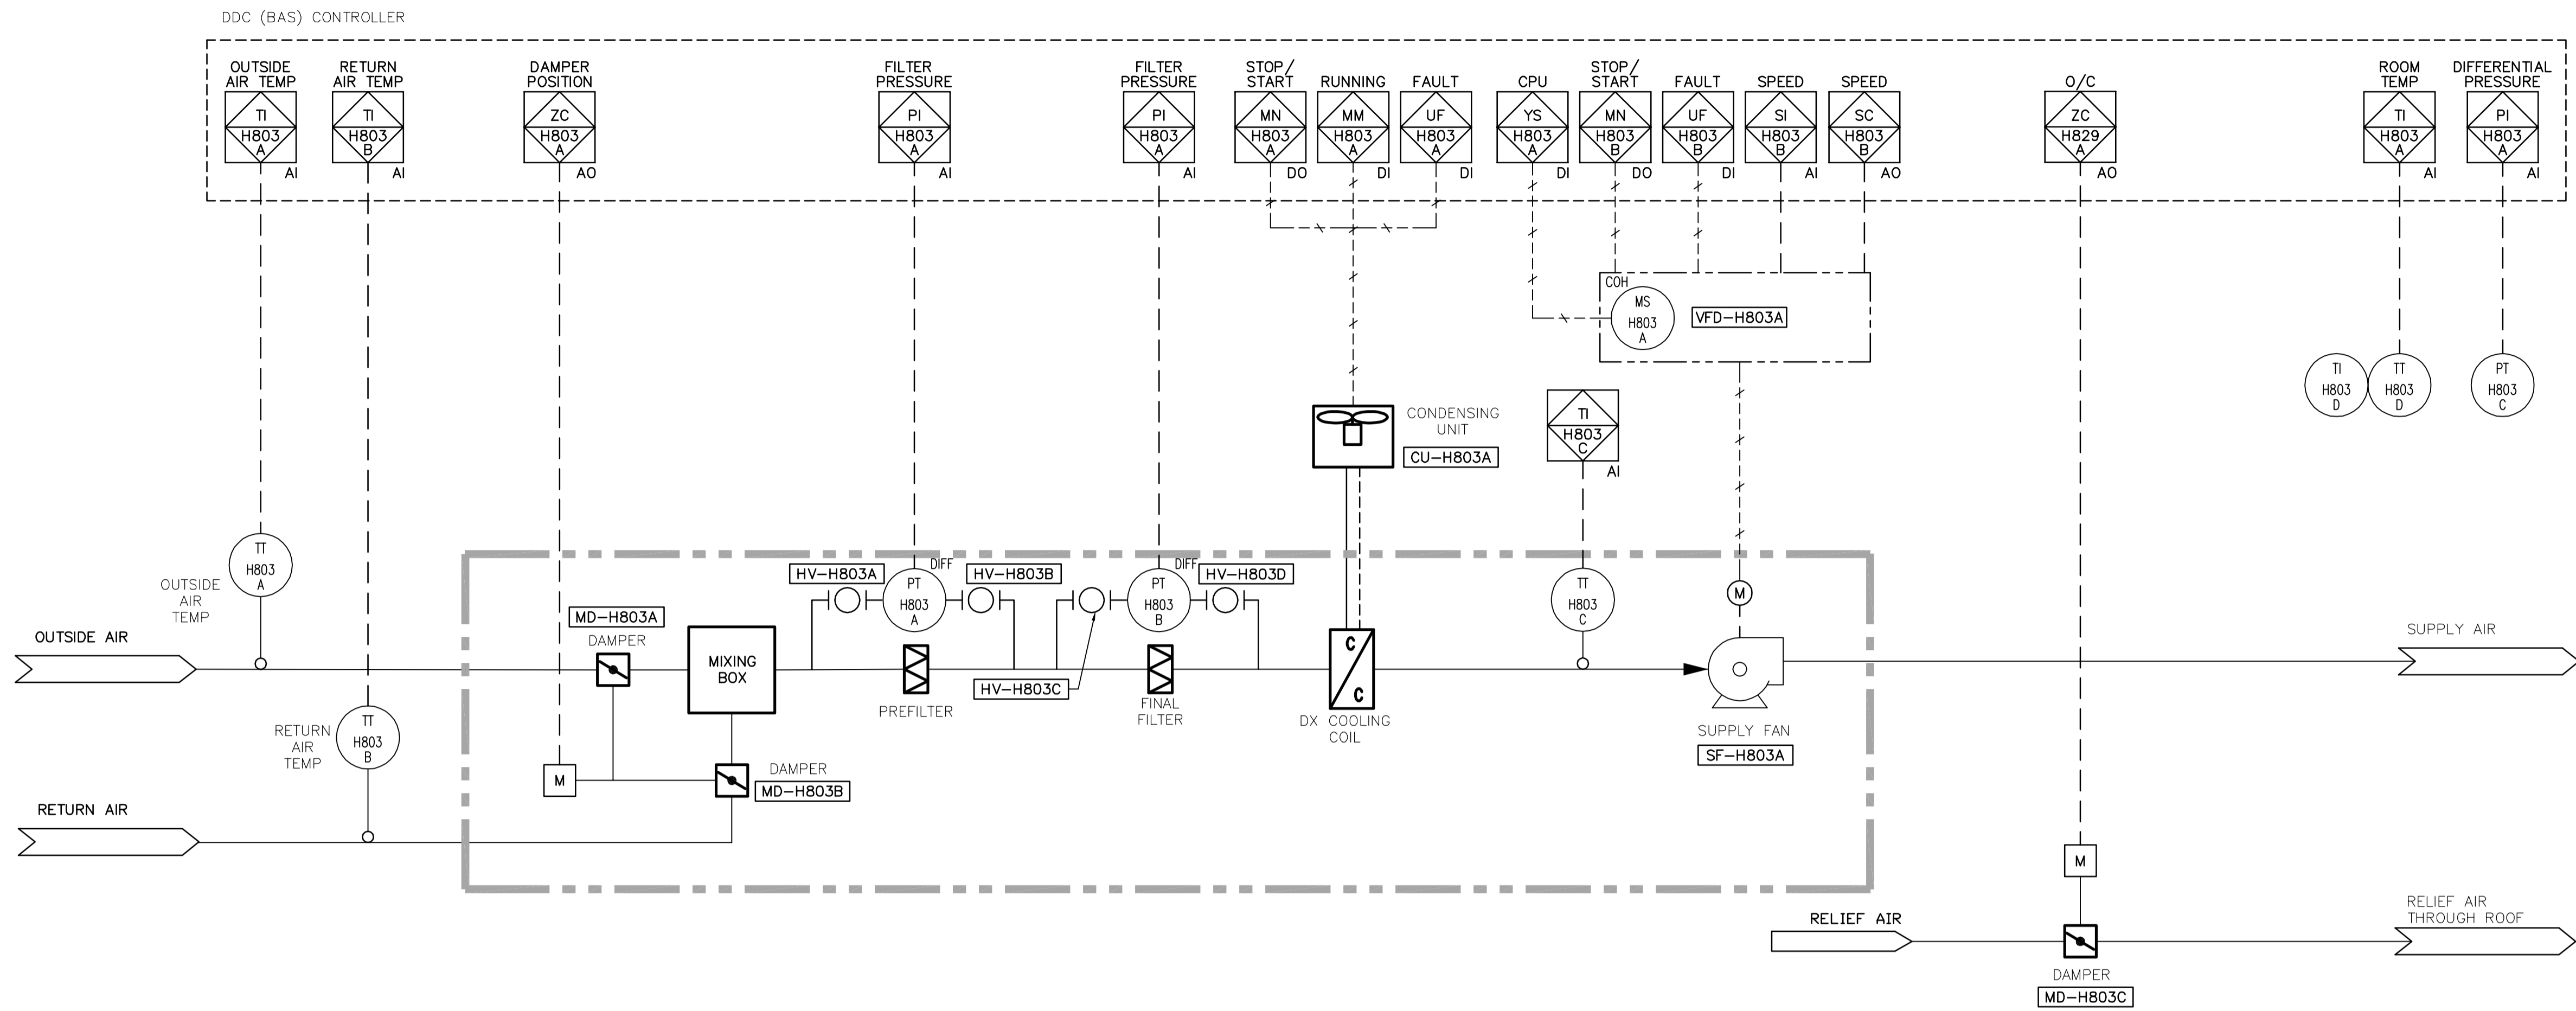 DDC (BAS) CONTROLLER
OUTSIDE
AIR TEMP
TI
H803
A
AI
RETURN
AIR TEMP
TI
H803
B
AI
DAMPER
POSITION
ZC
H803
A
AO
FILTER
PRESSURE
PI
H803
A
AI
FILTER
PRESSURE
PI
H803
A
AI
STOP/
START
MN
H803
A
DO
RUNNING
MM
H803
A
DI
FAULT
UF
H803
A
DI
CPU
YS
H803
A
DI
STOP/
START
MN
H803
B
DO
FAULT
UF
H803
B
DI
SPEED
SI
H803
B
AI
SPEED
SC
H803
B
AO
O/C
ZC
H829
A
AO
ROOM
TEMP
TI
H803
A
AI
DIFFERENTIAL
PRESSURE
PI
H803
A
AI
COH
MS
H803
A
VFD-H803A
TI
H803
D
TT
H803
D
PT
H803
C
CONDENSING
UNIT
CU-H803A
TI
H803
C
AI
TT
H803
A
OUTSIDE
AIR
TEMP
HV-H803A
PT
H803
A
DIFF
HV-H803B
PT
H803
B
DIFF
HV-H803D
TT
H803
C
M
MD-H803A
DAMPER
OUTSIDE AIR
MIXING
BOX
PREFILTER
HV-H803C
FINAL
FILTER
C
C
DX COOLING
COIL
SUPPLY FAN
SF-H803A
SUPPLY AIR
TT
H803
B
RETURN
AIR
TEMP
M
DAMPER
MD-H803B
RETURN AIR
M
RELIEF AIR
RELIEF AIR
THROUGH ROOF
DAMPER
MD-H803C